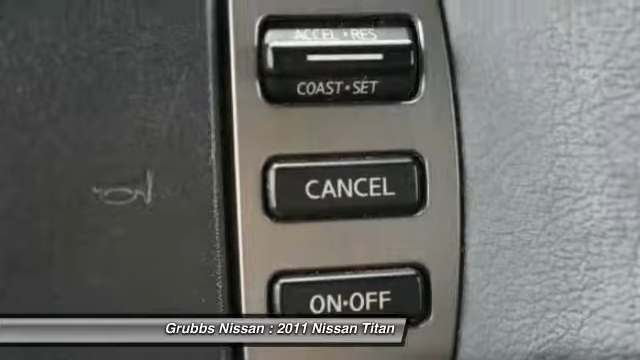 ACCEL•RES
COAST•SET
CANCEL
ON•OFF
Grubbs Nissan : 2011 Nissan Titan